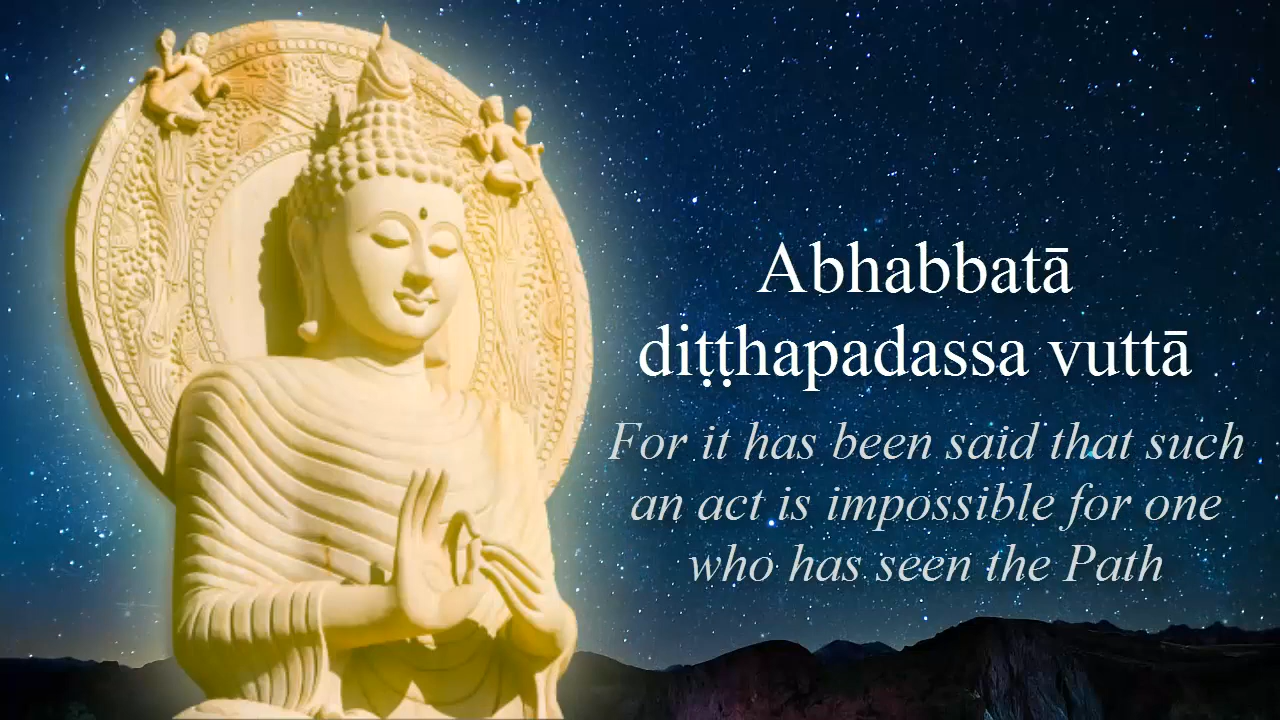 Abhabbatā
diṭṭhapadassa vuttā
For it has been said that such
an act is impossible for one
who has seen the Path